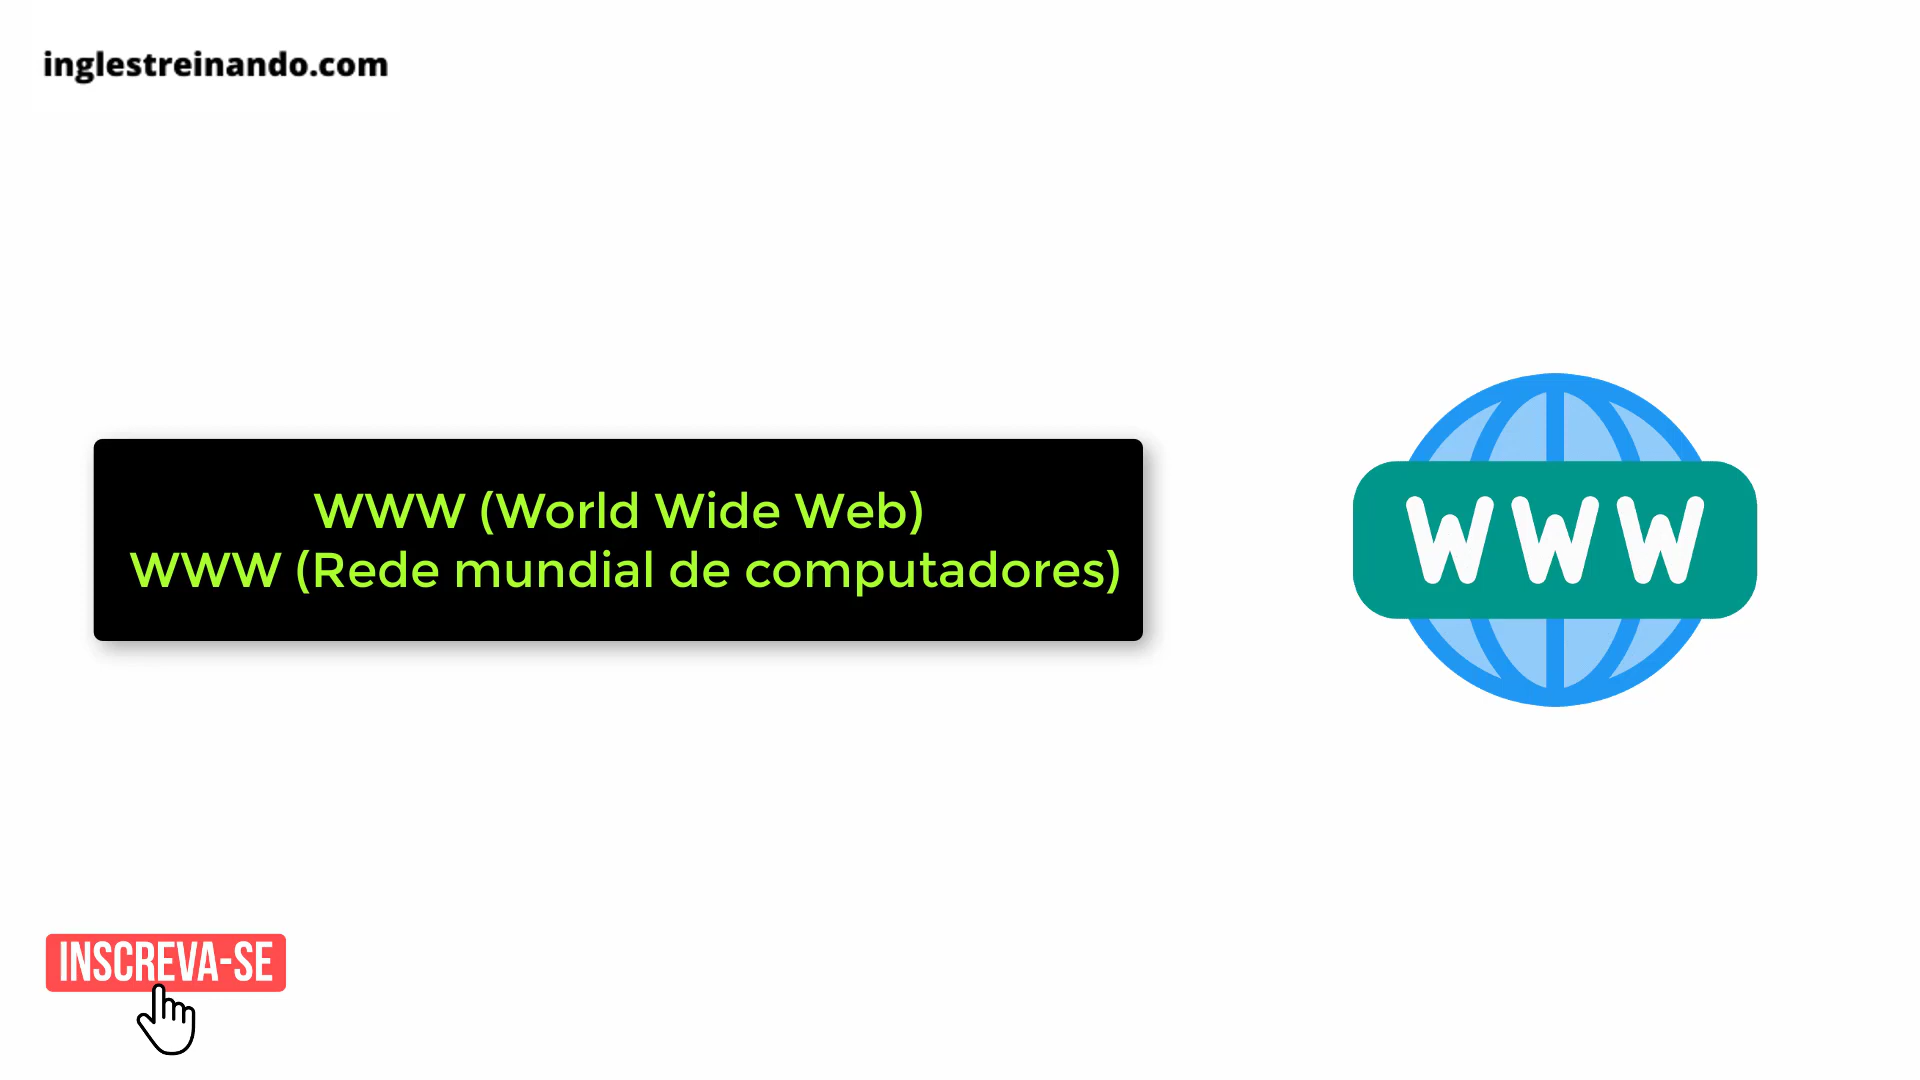 inglestreinando.com
WWW (World Wide Web)
WWW (Rede mundial de computadores)
WWW
INSCREVA-SE